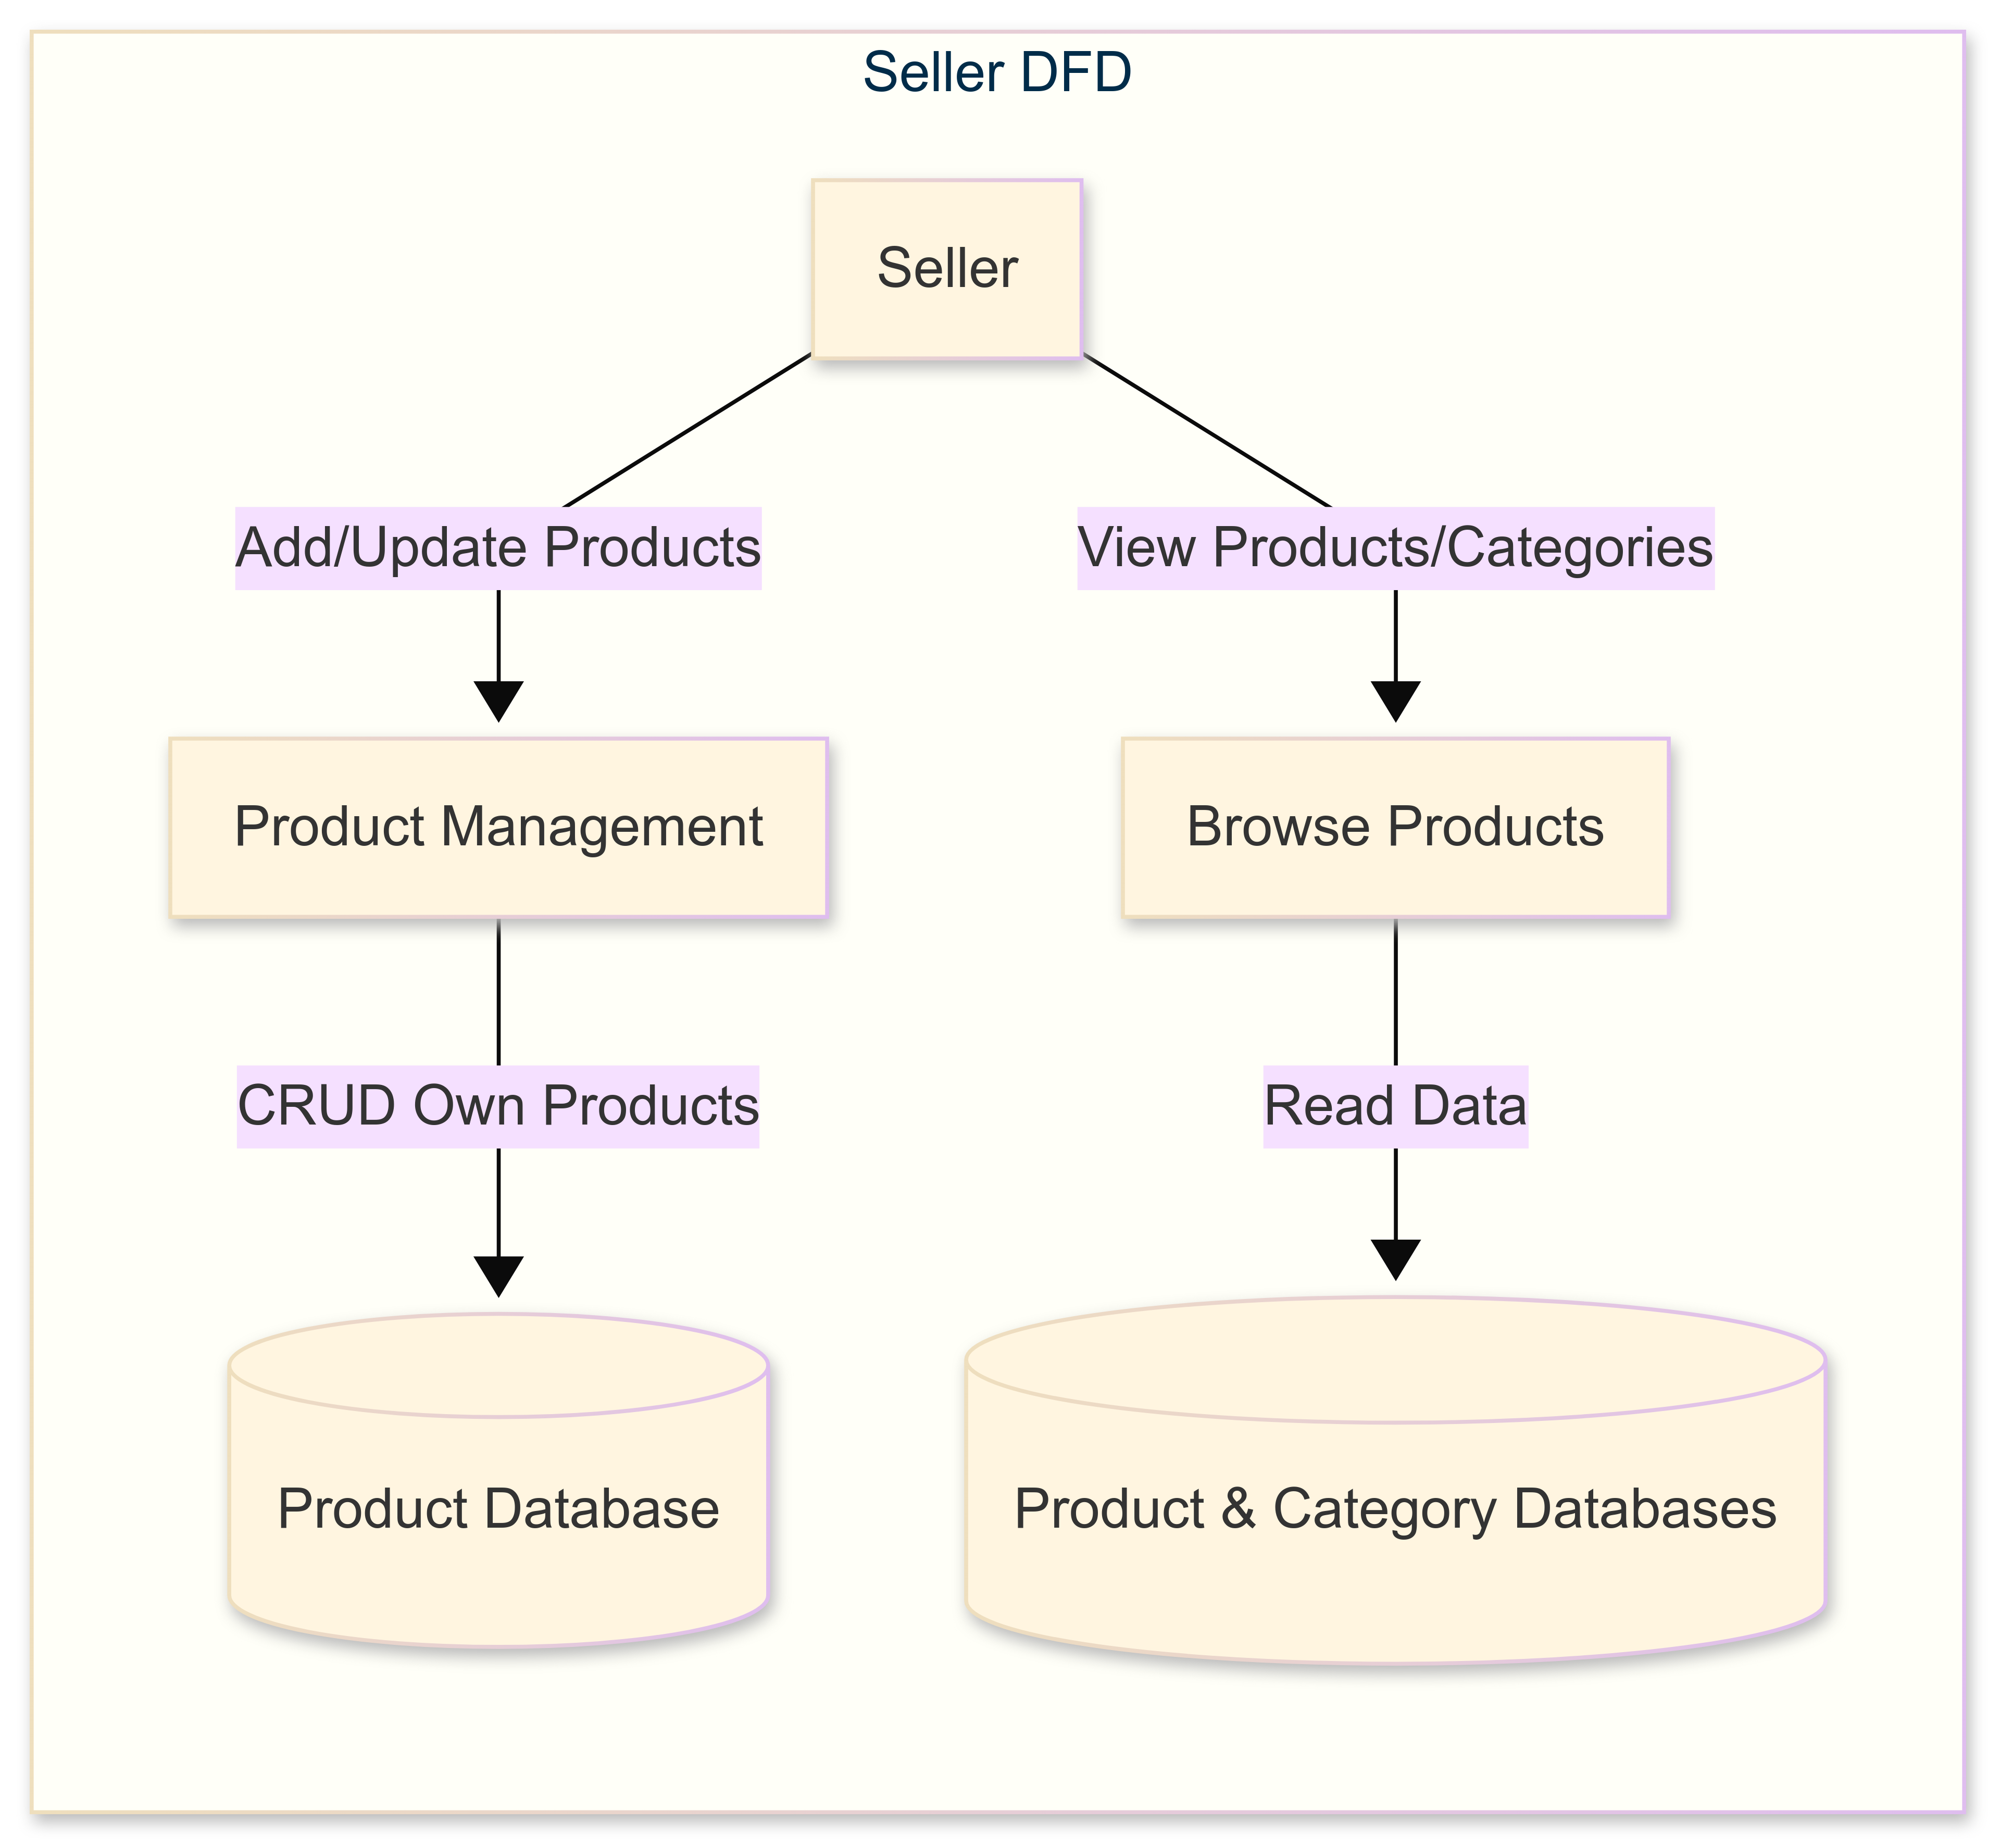 Seller DFD
Seller
Add/Update Products
View Products/Categories
Product Management
Browse Products
CRUD Own Products
Read Data
Product Database
Product & Category Databases